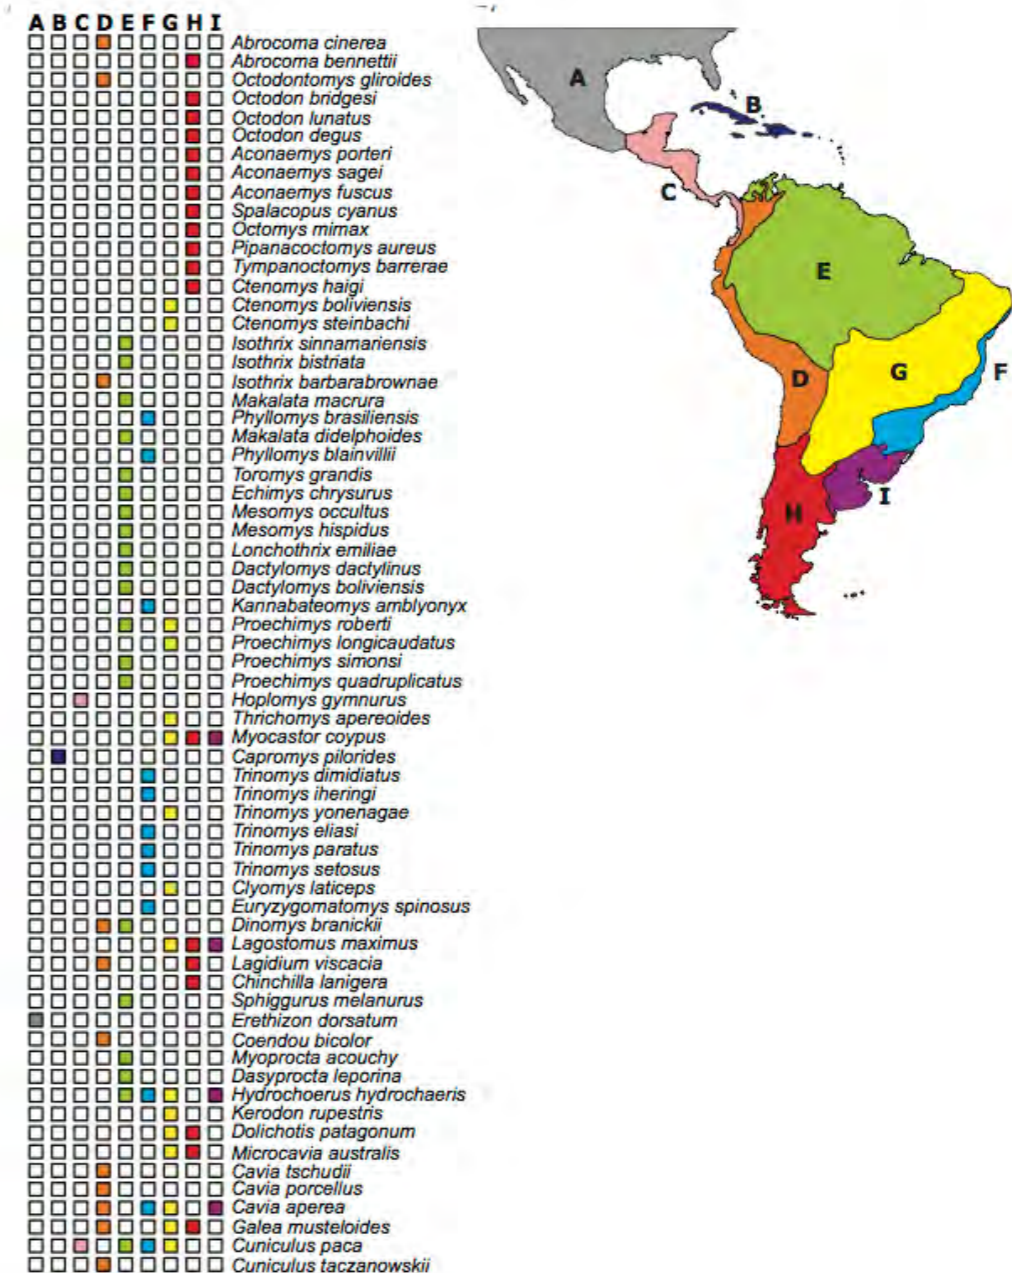 A B C D E F G H I
Abrocoma cinerea
Abrocoma bennettii
Octodontomys gliroides
Octodon bridgesi
Octodon lunatus
Octodon degus
Aconaemys porteri
Aconaemys sagei
Aconaemys fuscus
Spalacopus cyanus
Octomys mimax
Pipanacoctomys aureus
Tympanoctomys barrerae
Ctenomys haigi
Ctenomys boliviensis
Ctenomys steinbachi
Isothrix sinnamariensis
Isothrix bistriata
Isothrix barbarabrownae
Makalata macrura
Phyllomys brasiliensis
Makalata didelphoides
Phyllomys blainvillii
Toromys grandis
Echimys chrysurus
Mesomys occultus
Mesomys hispidus
Lonchothrix emiliae
Dactylomys dactylinus
Dactylomys boliviensis
Kannabateomys amblyonyx
Proechimys roberti
Proechimys longicaudatus
Proechimys simonsi
Proechimys quadruplicatus
Hoplomys gymnurus
Thrichomys apereoides
Myocastor coypus
Capromys pilorides
Trinomys dimidiatus
Trinomys iheringi
Trinomys yonenagae
Trinomys eliasi
Trinomys paratus
Trinomys setosus
Clyomys laticeps
Euryzygomatomys spinosus
Dinomys branickii
Lagostomus maximus
Lagidium viscacia
Chinchilla lanigera
Sphiggurus melanurus
Erethizon dorsatum
Coendou bicolor
Myoprocta acouchy
Dasyprocta leporina
Hydrochoerus hydrochaeris
Kerodon rupestris
Dolichotis patagonum
Microcavia australis
Cavia tschudii
Cavia porcellus
Cavia aperea
Galea musteloides
Cuniculus paca
Cuniculus taczanowskii
A
B
C
E
D
G
F
I
H